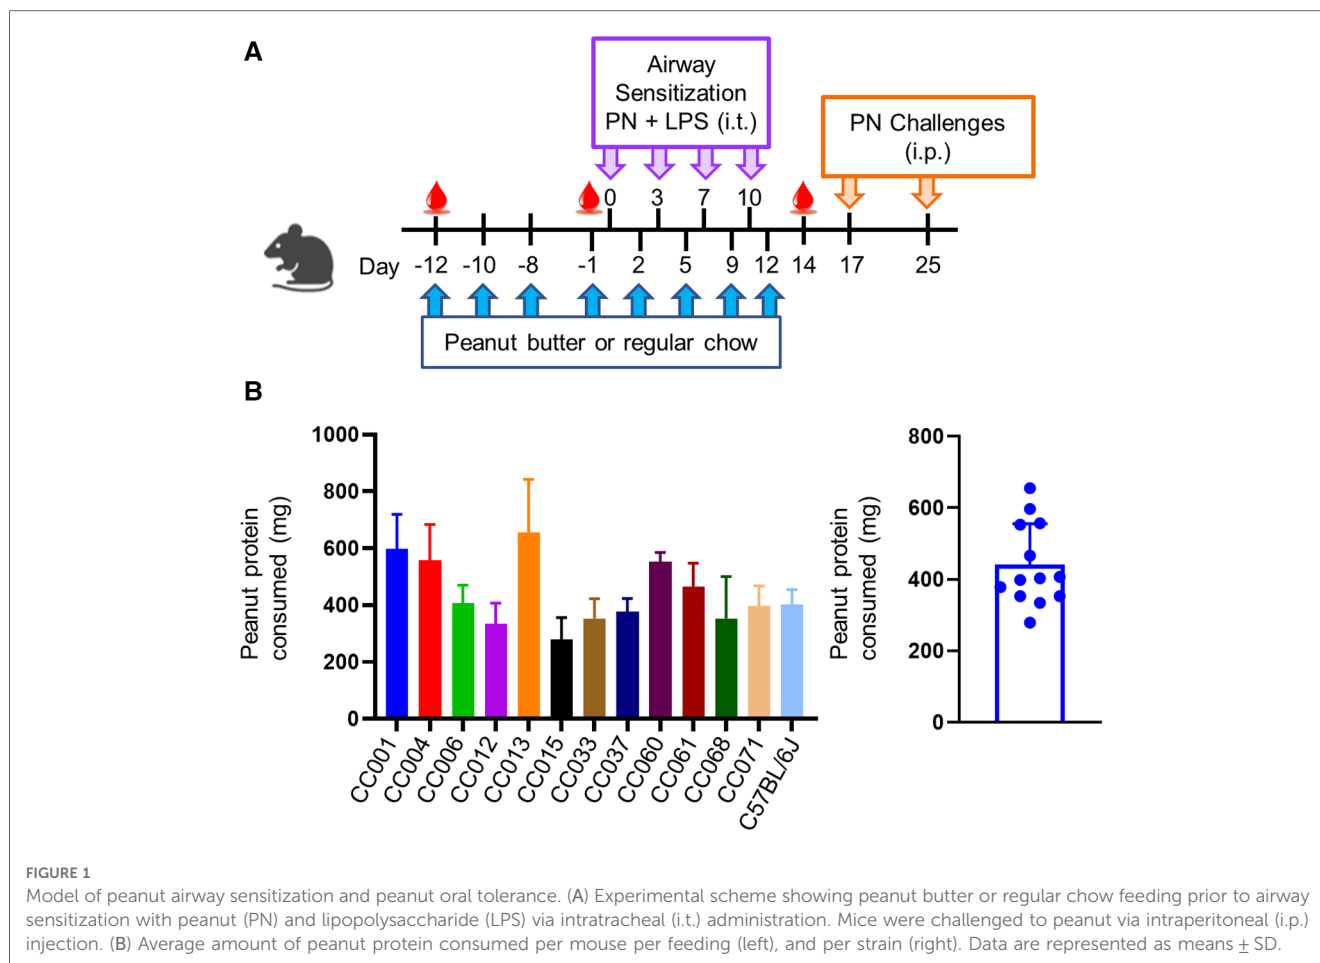 A
Airway
Sensitization
PN + LPS (i.t.)
PN Challenges
(i.p.)
0 3 7 10
Day -12 -10 -8 -1 2 5 9 12 14 17 25
Peanut butter or regular chow
B
Peanut protein
consumed (mg)
1000
800
600
400
200
0
CC001
CC004
CC006
CC012
CC013
CC015
CC033
CC037
CC060
CC061
CC068
CC071
C57BL/6J
Peanut protein
consumed (mg)
800
600
400
200
0
FIGURE 1
Model of peanut airway sensitization and peanut oral tolerance. (A) Experimental scheme showing peanut butter or regular chow feeding prior to airway
sensitization with peanut (PN) and lipopolysaccharide (LPS) via intratracheal (i.t.) administration. Mice were challenged to peanut via intraperitoneal (i.p.)
injection. (B) Average amount of peanut protein consumed per mouse per feeding (left), and per strain (right). Data are represented as means ± SD.